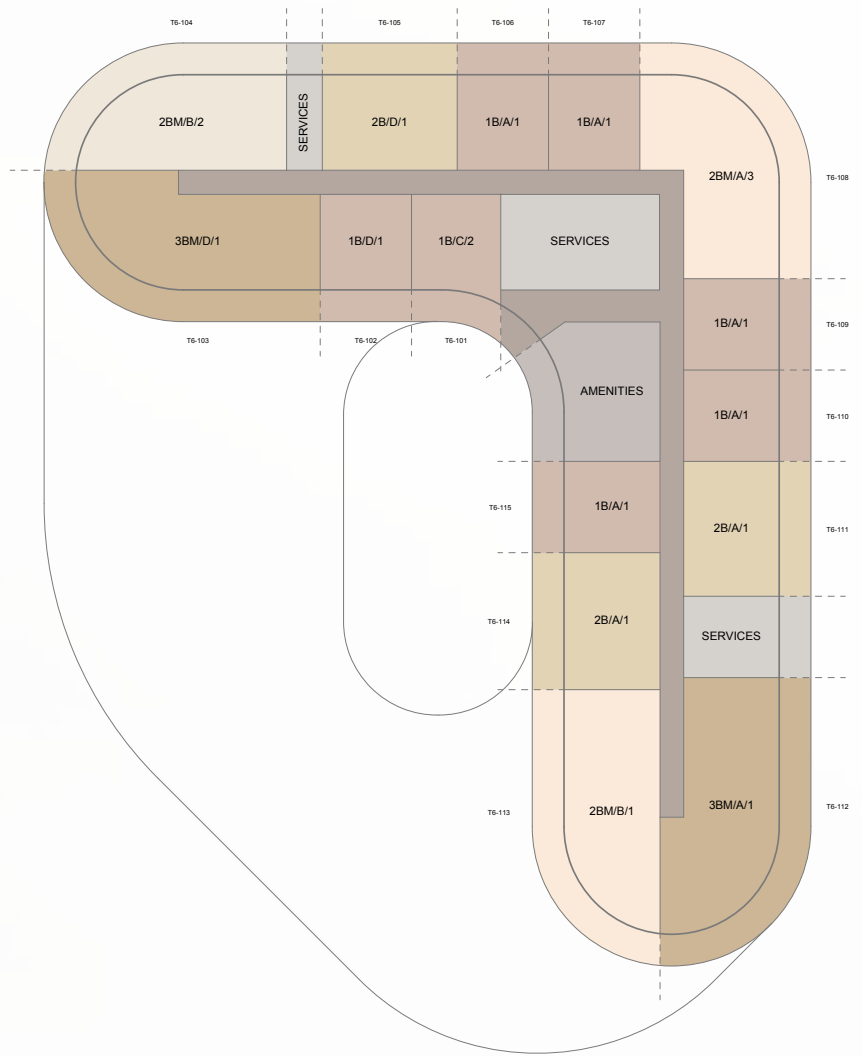 T6-104
T6-105
T6-106
T6-107
2BM/B/2
SERVICES
2B/D/1
1B/A/1
1B/A/1
2BM/A/3
T6-108
3BM/D/1
1B/D/1
1B/C/2
SERVICES
1B/A/1
T6-109
T6-103
T6-102
T6-101
AMENITIES
1B/A/1
T6-110
T6-115
1B/A/1
2B/A/1
T6-111
T6-114
2B/A/1
SERVICES
T6-113
2BM/B/1
3BM/A/1
T6-112